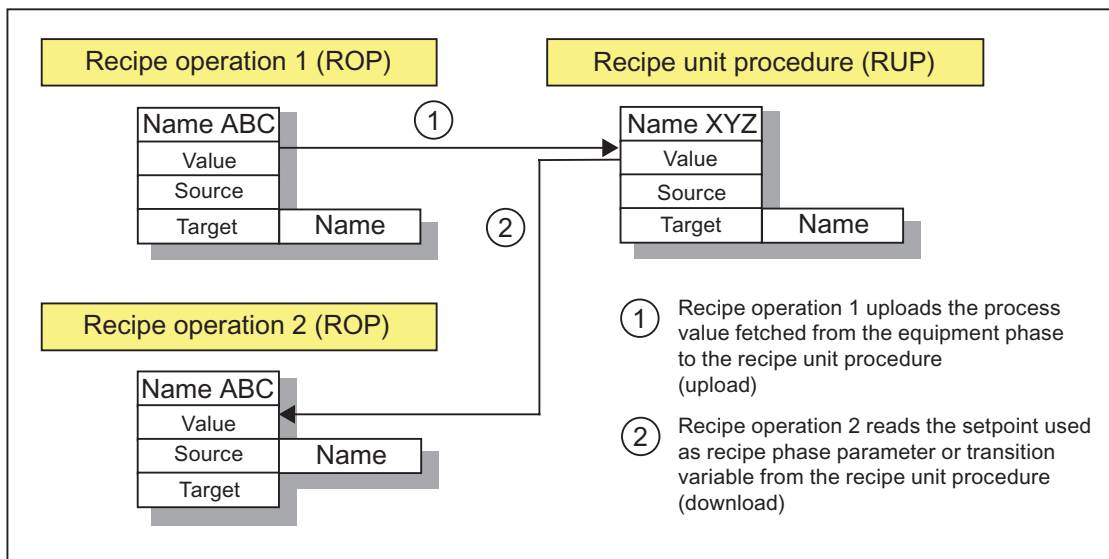 Recipe operation 1 (ROP)
Name ABC
Value
Source
Target
Name
1
Recipe unit procedure (RUP)
Name XYZ
Value
Source
Target
Name
2
Recipe operation 2 (ROP)
Name ABC
Value
Source
Name
Target
1
Recipe operation 1 uploads the process
value fetched from the equipment phase
to the recipe unit procedure
(upload)
2
Recipe operation 2 reads the setpoint used
as recipe phase parameter or transition
variable from the recipe unit procedure
(download)